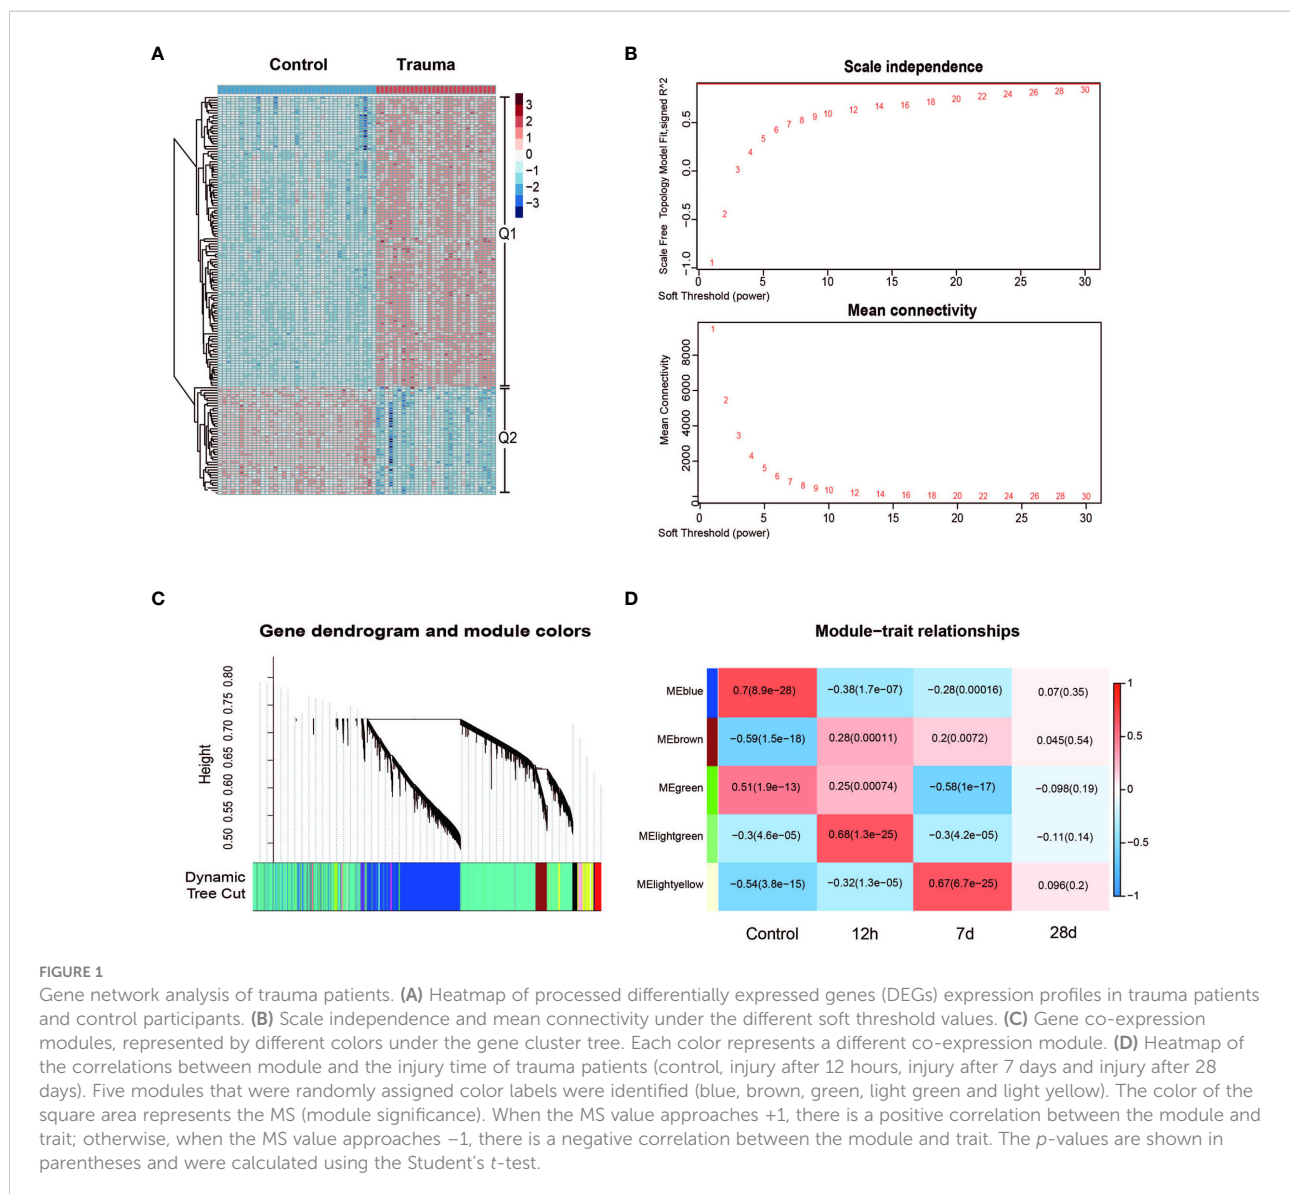 A
Control Trauma
3
2
1
0
−1
−2
−3
Q1
Q2
B
Scale independence
Scale Free Topology Model Fit,signed R^2
0.5
0.0
−0.5
−1.0
1 2 3 4 5 6 7 8 9 10 12 14 16 18 20 22 24 26 28 30
0 5 10 15 20 25 30
Soft Threshold (power)
Mean connectivity
Mean Connectivity
8000
6000
4000
2000
0
1 2 3 4 5 6 7 8 9 10 12 14 16 18 20 22 24 26 28 30
0 5 10 15 20 25 30
Soft Threshold (power)
C
Gene dendrogram and module colors
Height
0.80
0.75
0.70
0.65
0.60
0.55
0.50
Dynamic
Tree Cut
D
Module−trait relationships
MEblue 0.7(8.9e−28) −0.38(1.7e−07) −0.28(0.00016) 0.07(0.35)
MEbrown −0.59(1.5e−18) 0.28(0.00011) 0.2(0.0072) 0.045(0.54)
MEgreen 0.51(1.9e−13) 0.25(0.00074) −0.58(1e−17) −0.098(0.19)
MElightgreen −0.3(4.6e−05) 0.68(1.3e−25) −0.3(4.2e−05) −0.11(0.14)
MElightyellow −0.54(3.8e−15) −0.32(1.3e−05) 0.67(6.7e−25) 0.096(0.2)
Control 12h 7d 28d
1
0.5
0
−0.5
−1
FIGURE 1
Gene network analysis of trauma patients. (A) Heatmap of processed differentially expressed genes (DEGs) expression profiles in trauma patients
and control participants. (B) Scale independence and mean connectivity under the different soft threshold values. (C) Gene co-expression
modules, represented by different colors under the gene cluster tree. Each color represents a different co-expression module. (D) Heatmap of
the correlations between module and the injury time of trauma patients (control, injury after 12 hours, injury after 7 days and injury after 28
days). Five modules that were randomly assigned color labels were identified (blue, brown, green, light green and light yellow). The color of the
square area represents the MS (module significance). When the MS value approaches +1, there is a positive correlation between the module and
trait; otherwise, when the MS value approaches −1, there is a negative correlation between the module and trait. The p-values are shown in
parentheses and were calculated using the Student's t-test.